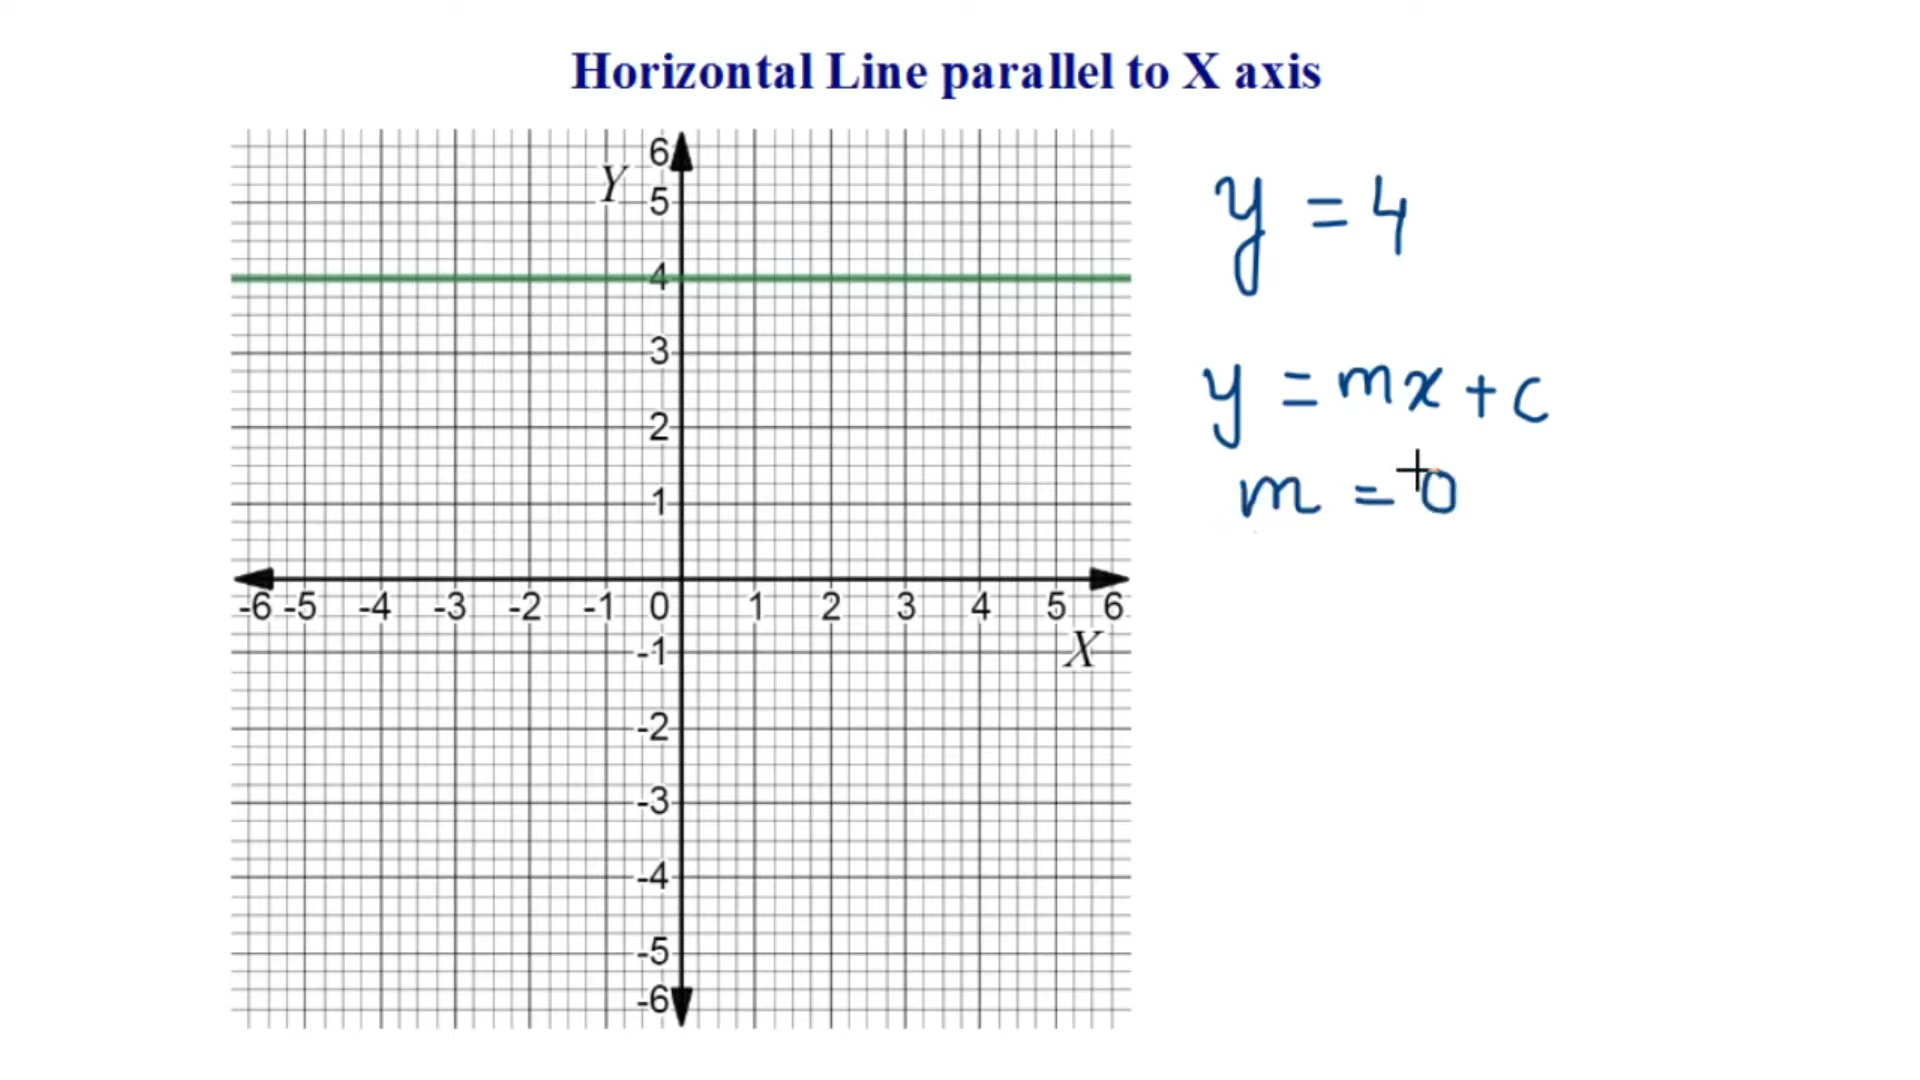 Horizontal Line parallel to X axis
6
Y 5
4
3
2
1
-6 -5 -4 -3 -2 -1 0 1 2 3 4 5 6
X
-1
-2
-3
-4
-5
-6
y = 4
y = mx + c
m = 0